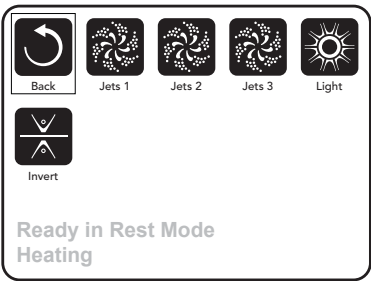 Back Jets 1 Jets 2 Jets 3 Light
Invert
Ready in Rest Mode
Heating